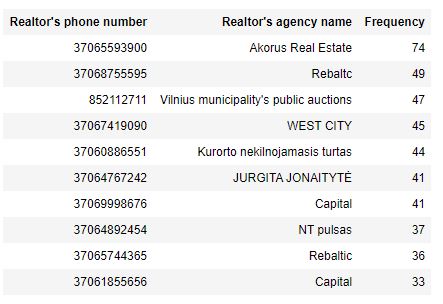 Realtor's phone number Realtor's agency name Frequency
37065593900 Akorus Real Estate 74
37068755595 Rebaltc 49
852112711 Vilnius municipality's public auctions 47
37067419090 WEST CITY 45
37060886551 Kurorto nekilnojamasis turtas 44
37064767242 JURGITA JONAITYTĖ 41
37069998676 Capital 41
37064892454 NT pulsas 37
37065744365 Rebaltic 36
37061855656 Capital 33